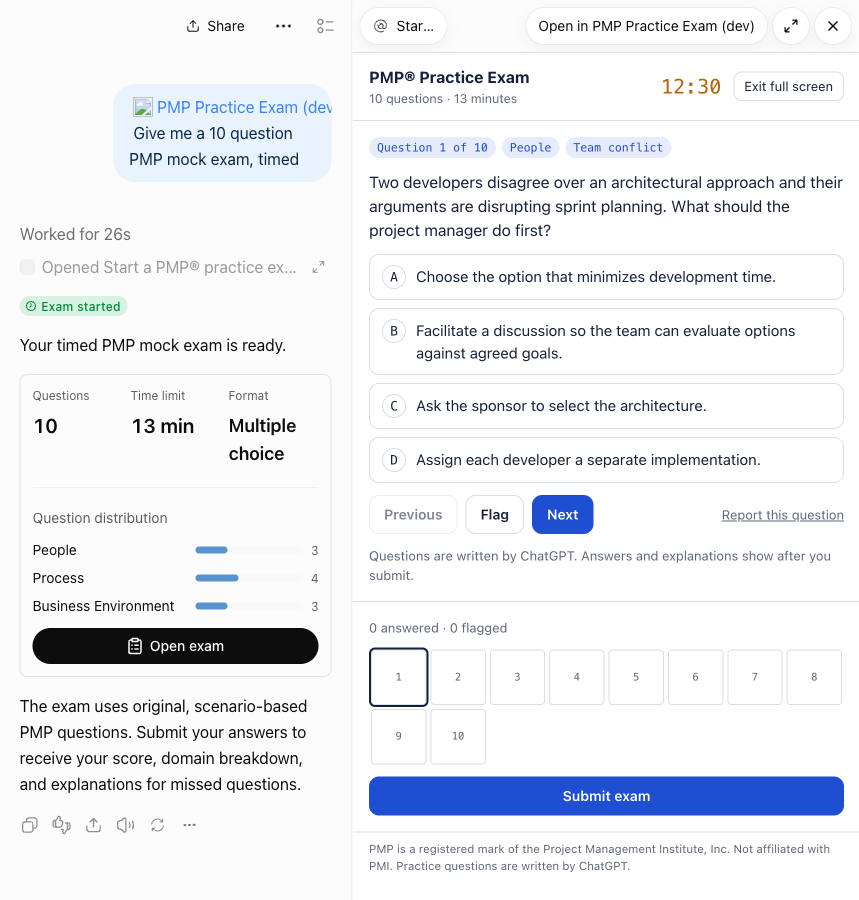 Share
PMP Practice Exam (dev
Give me a 10 question
PMP mock exam, timed
Worked for 26s
Opened Start a PMP® practice ex...
Exam started
Your timed PMP mock exam is ready.
Questions
Time limit
Format
10
13 min
Multiple
choice
Question distribution
People
3
Process
4
Business Environment
3
Open exam
The exam uses original, scenario-based
PMP questions. Submit your answers to
receive your score, domain breakdown,
and explanations for missed questions.
Star...
Open in PMP Practice Exam (dev)
PMP® Practice Exam
10 questions · 13 minutes
12:30
Exit full screen
Question 1 of 10
People
Team conflict
Two developers disagree over an architectural approach and their
arguments are disrupting sprint planning. What should the
project manager do first?
A
Choose the option that minimizes development time.
B
Facilitate a discussion so the team can evaluate options
against agreed goals.
C
Ask the sponsor to select the architecture.
D
Assign each developer a separate implementation.
Previous
Flag
Next
Report this question
Questions are written by ChatGPT. Answers and explanations show after you
submit.
0 answered · 0 flagged
1
2
3
4
5
6
7
8
9
10
Submit exam
PMP is a registered mark of the Project Management Institute, Inc. Not affiliated with
PMI. Practice questions are written by ChatGPT.